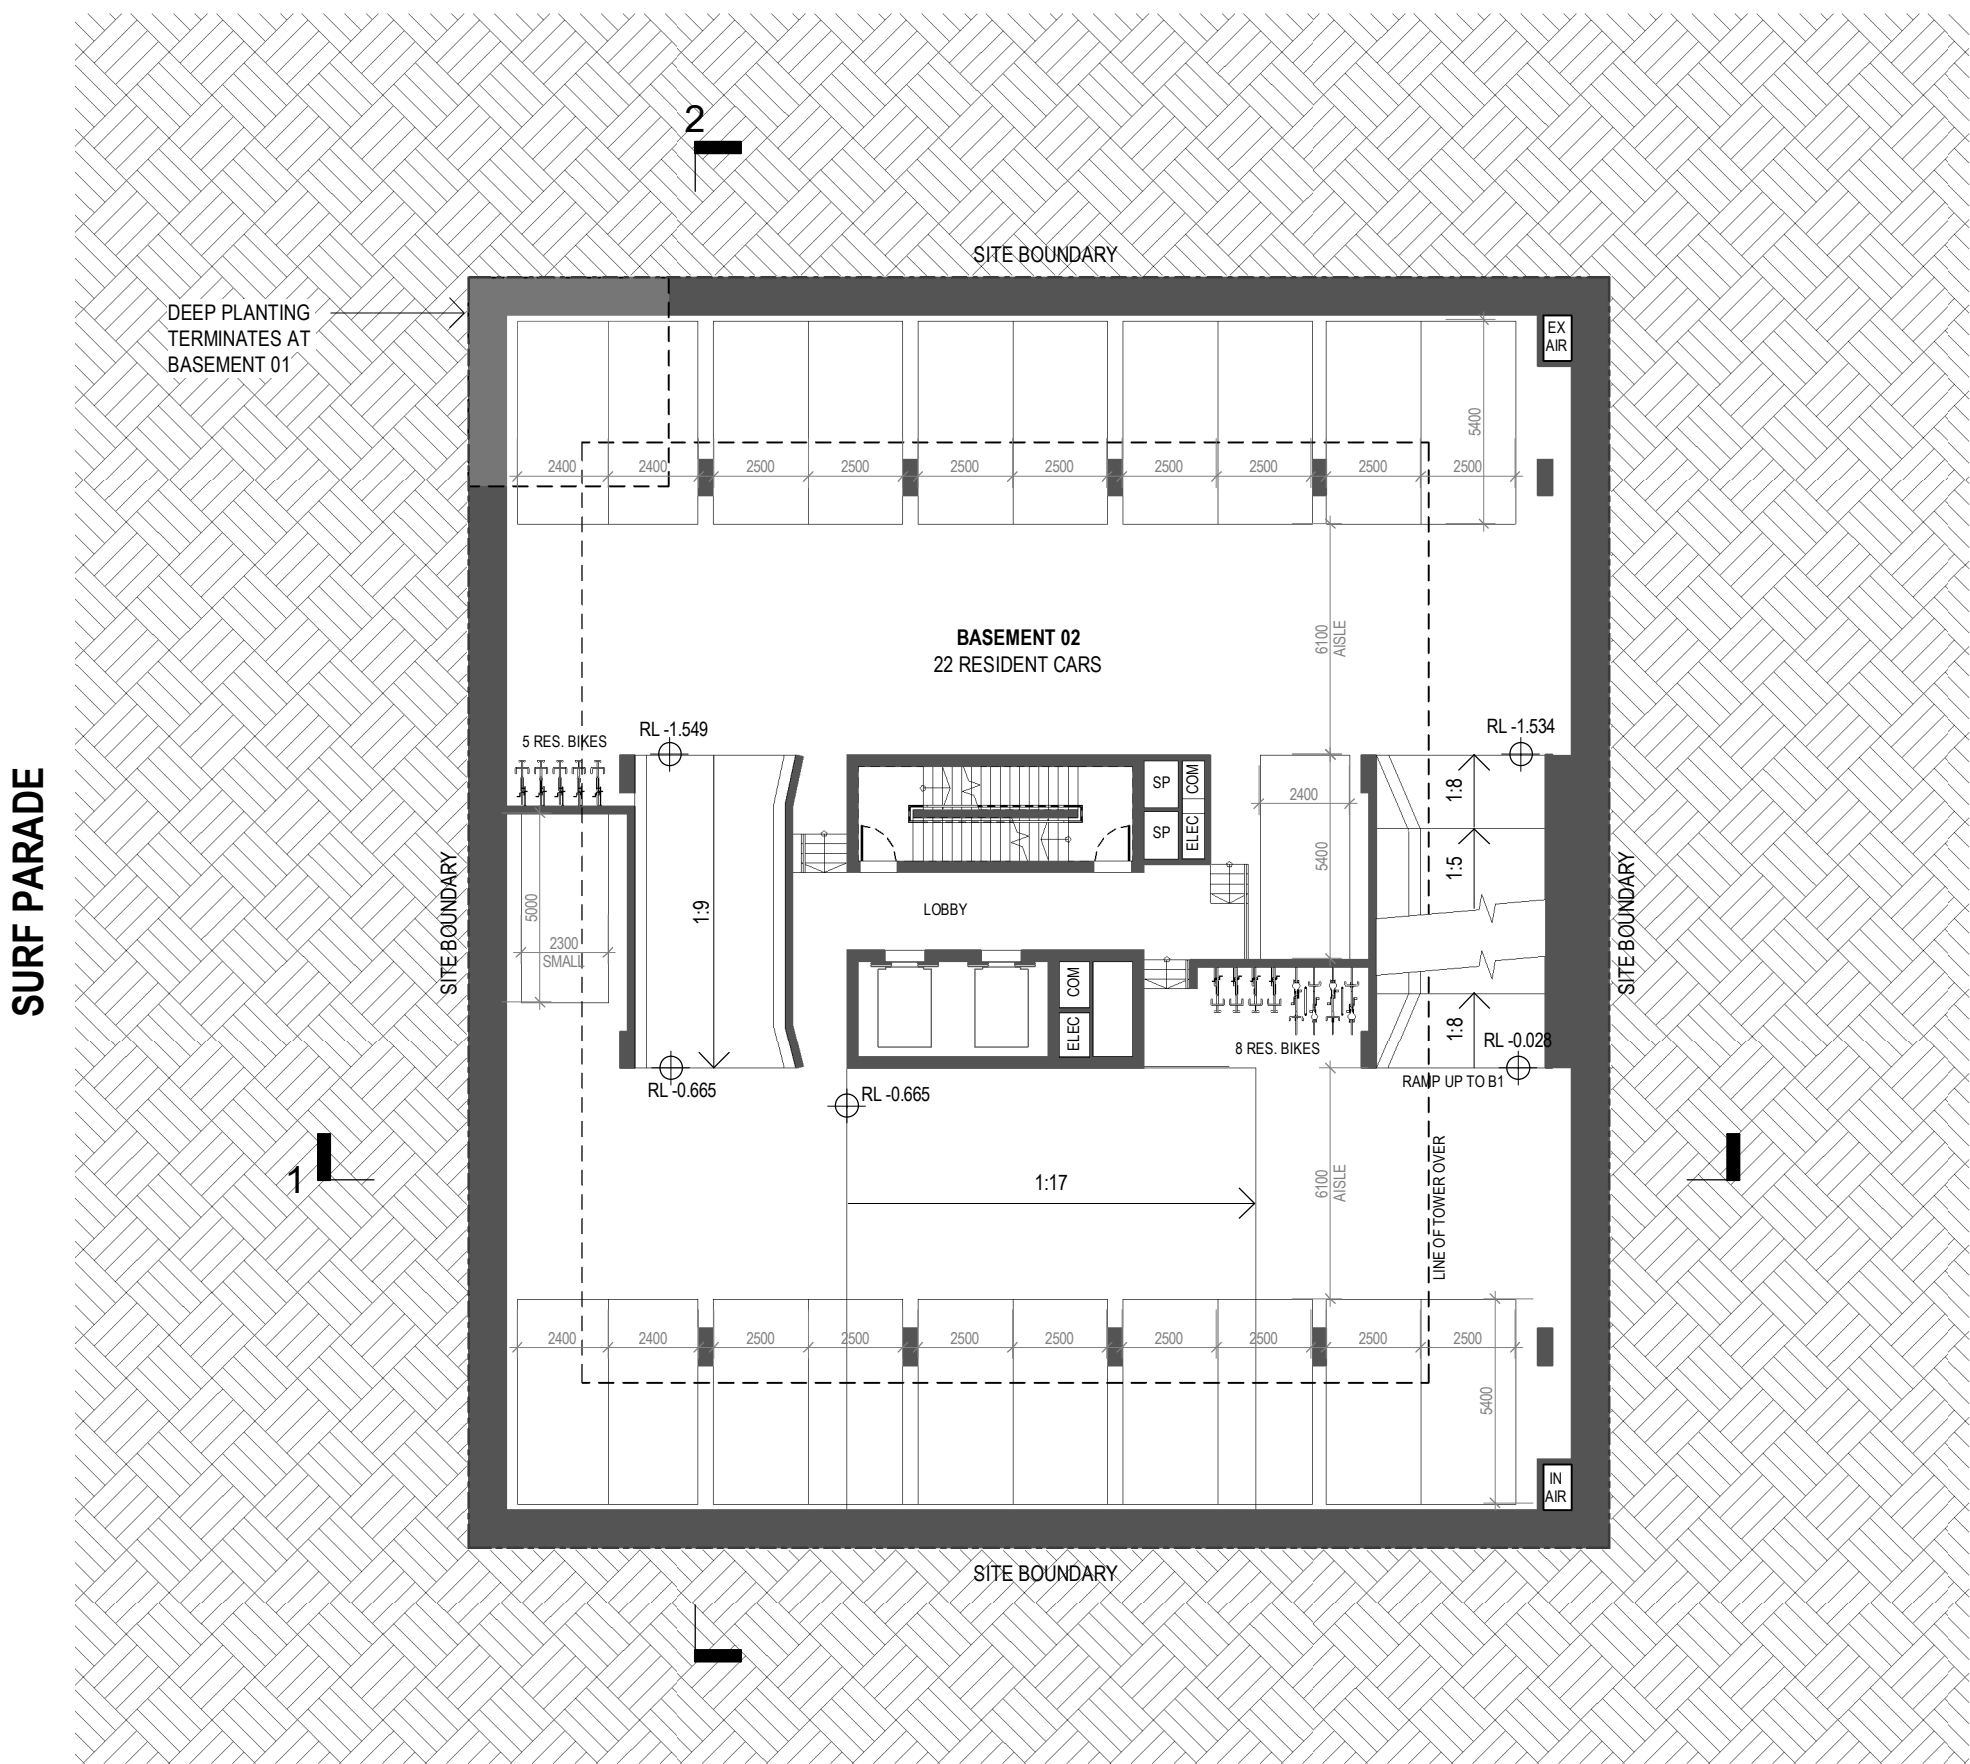 2
SITE BOUNDARY
DEEP PLANTING
TERMINATES AT
BASEMENT 01
EX
AIR
5400
2400 2400 2500 2500 2500 2500 2500 2500 2500 2500
BASEMENT 02
22 RESIDENT CARS
6100
AISLE
5 RES. BIKES
RL -1.549
RL -1.534
SP
COM
SP
ELEC
2400
5400
1:8
1:5
1:8
SURF PARADE
SITE BOUNDARY
5000
2300
SMALL
1:9
LOBBY
SITE BOUNDARY
COM
ELEC
8 RES. BIKES
RL -0.028
RAMP UP TO B1
RL -0.665
RL -0.665
1
1:17
6100
AISLE
LINE OF TOWER OVER
2400 2400 2500 2500 2500 2500 2500 2500 2500 2500
5400
IN
AIR
SITE BOUNDARY